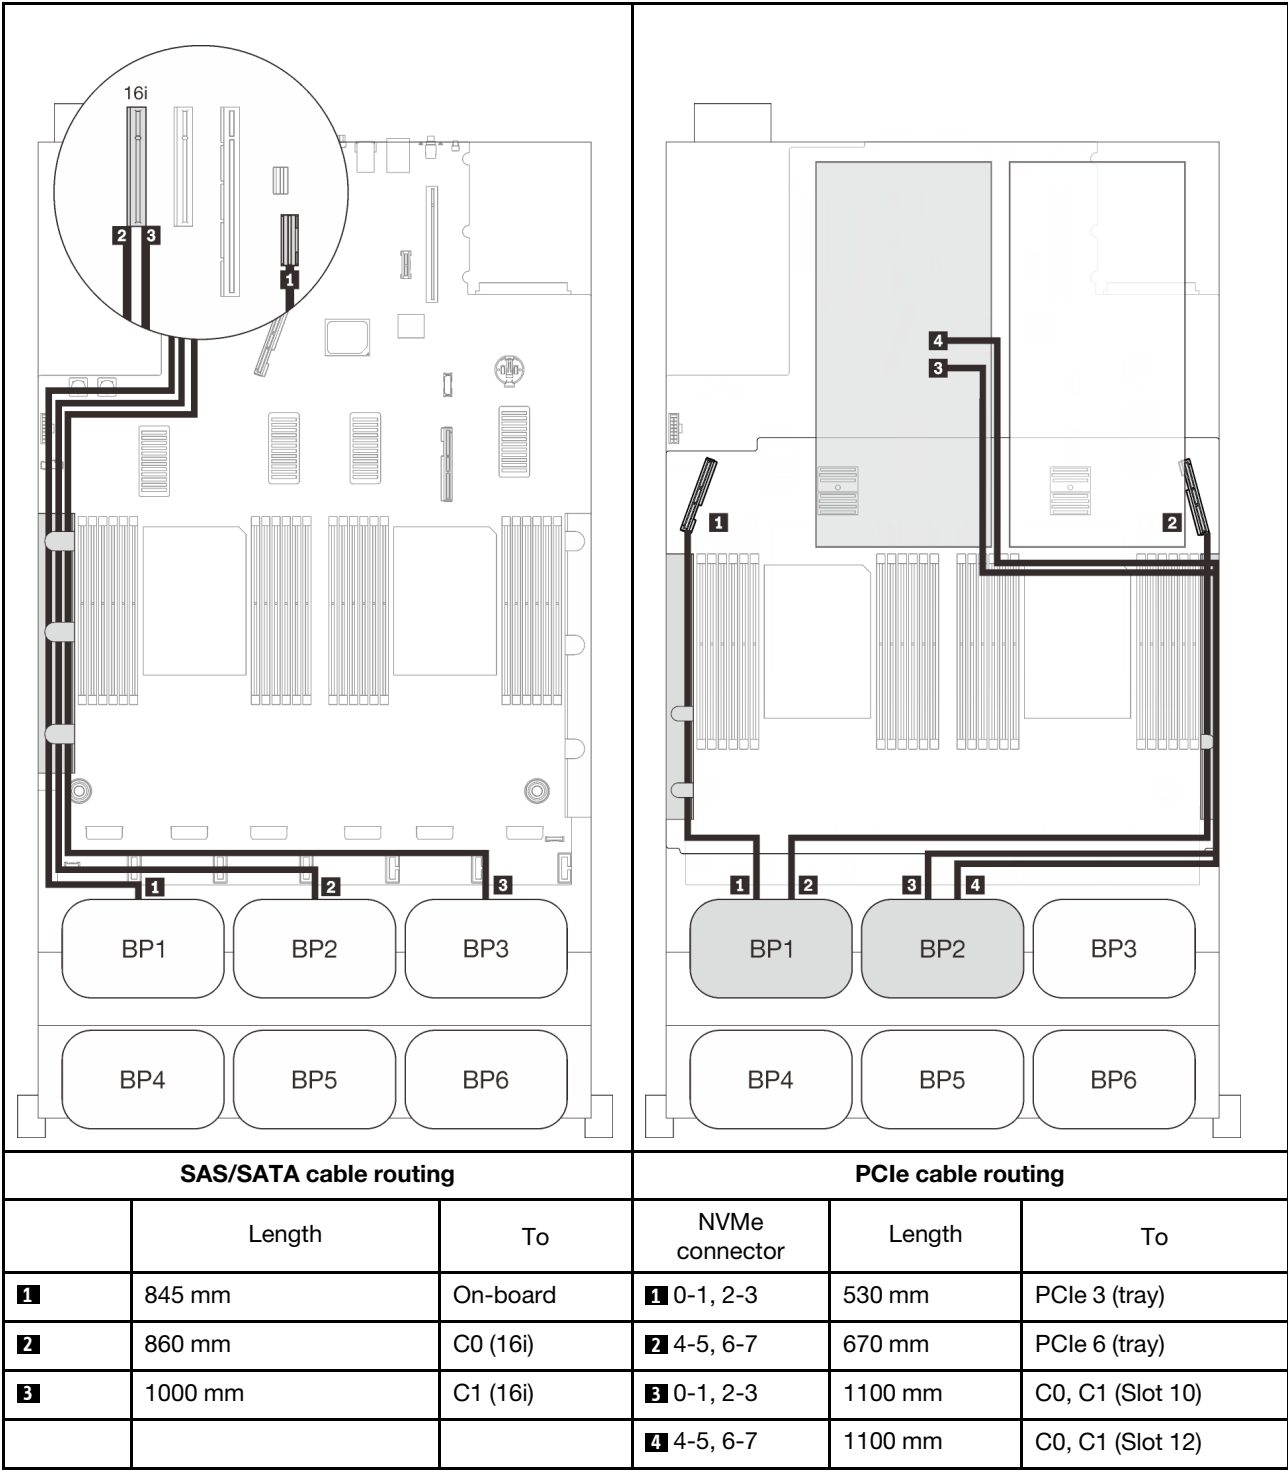 16i
2 3
1
1 2 3
BP1 BP2 BP3
BP4 BP5 BP6
4
3
1 2
1 2 3 4
BP1 BP2 BP3
BP4 BP5 BP6
SAS/SATA cable routing PCIe cable routing
Length To NVMe connector Length To
1 845 mm On-board 1 0-1, 2-3 530 mm PCIe 3 (tray)
2 860 mm C0 (16i) 2 4-5, 6-7 670 mm PCIe 6 (tray)
3 1000 mm C1 (16i) 3 0-1, 2-3 1100 mm C0, C1 (Slot 10)
4 4-5, 6-7 1100 mm C0, C1 (Slot 12)